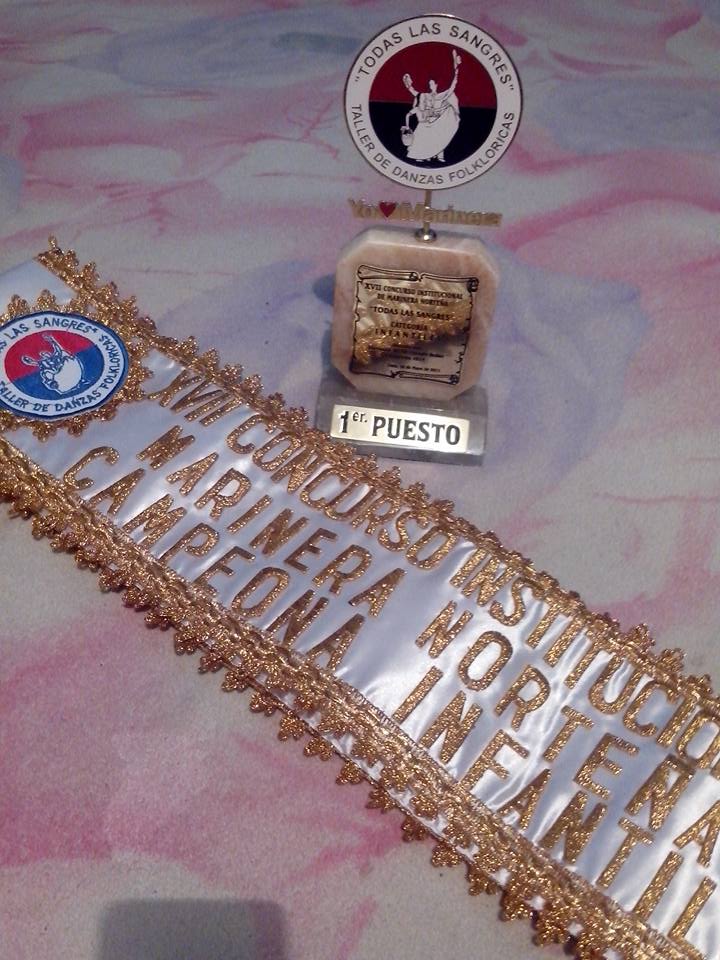 "TODAS LAS SANGRES"
TALLER DE DANZAS FOLKLORICAS
Yo Marinera
XVII CONCURSO INSTITUCIONAL
DE MARINERA NORTEÑA
"TODAS LAS SANGRES"
CATEGORIA
INFANTIL
1er. PUESTO
LAS SANGRES"
TALLER DE DANZAS FOLKLORICAS
XVII CONCURSO INSTITUCION
MARINERA NORTEÑA
CAMPEONA INFANTIL